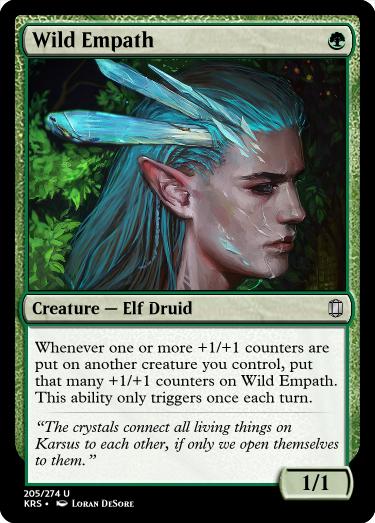 Wild Empath
Creature — Elf Druid
Whenever one or more +1/+1 counters are
put on another creature you control, put
that many +1/+1 counters on Wild Empath.
This ability only triggers once each turn.
“The crystals connect all living things on
Karsus to each other, if only we open themselves
to them.”
1/1
205/274 U
KRS • Loran DeSore